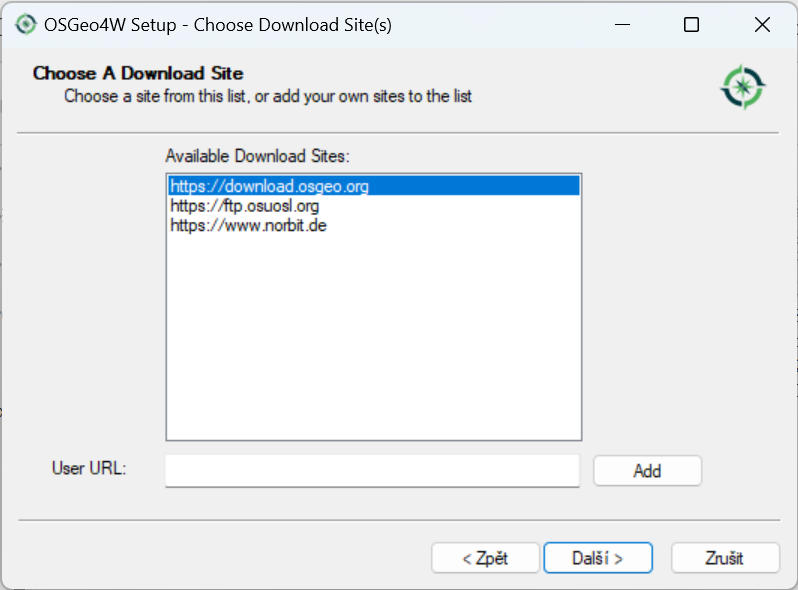 OSGeo4W Setup - Choose Download Site(s)
Choose A Download Site
Choose a site from this list, or add your own sites to the list
Available Download Sites:
https://download.osgeo.org
https://ftp.osuosl.org
https://www.norbit.de
User URL:
Add
< Zpět
Další >
Zrušit